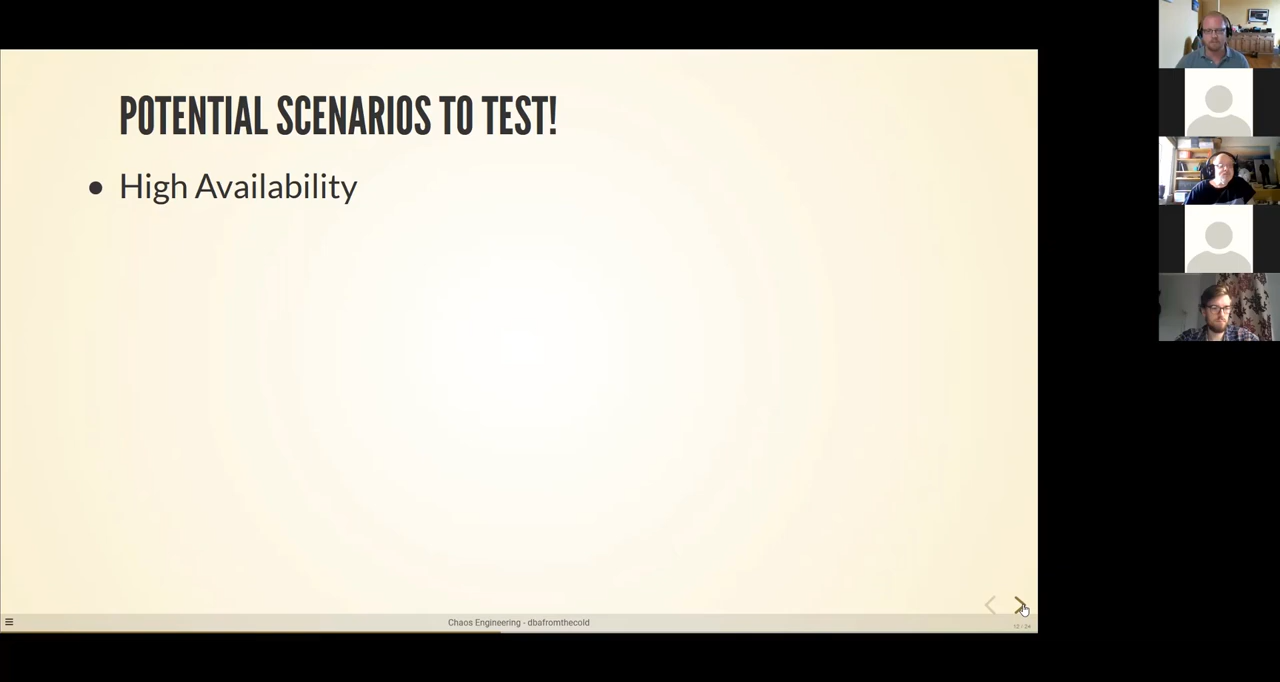 POTENTIAL SCENARIOS TO TEST!
● High Availability
Chaos Engineering - dbafromthecold